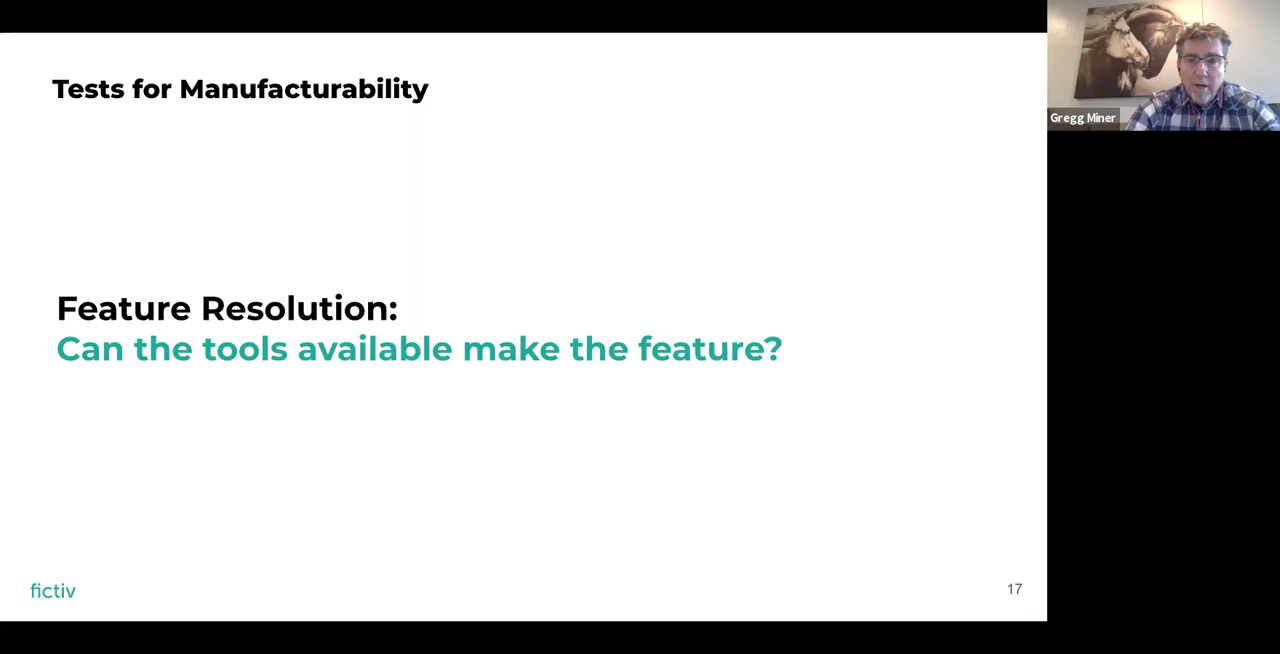 Tests for Manufacturability
Gregg Miner
Feature Resolution:
Can the tools available make the feature?
fictiv
17